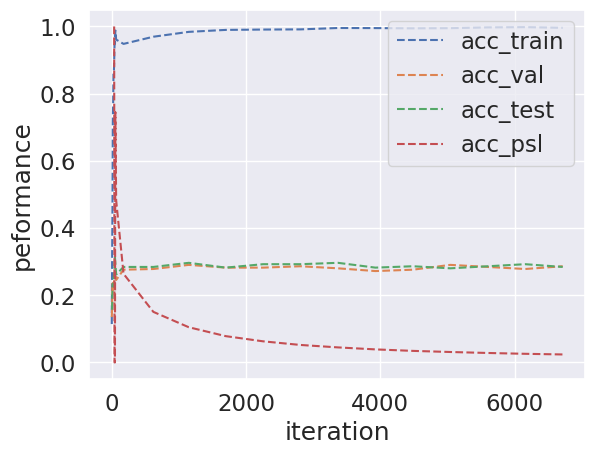 1.0
0.8
0.6
0.4
0.2
0.0
peformance
acc_train
acc_val
acc_test
acc_psl
0 2000 4000 6000
iteration